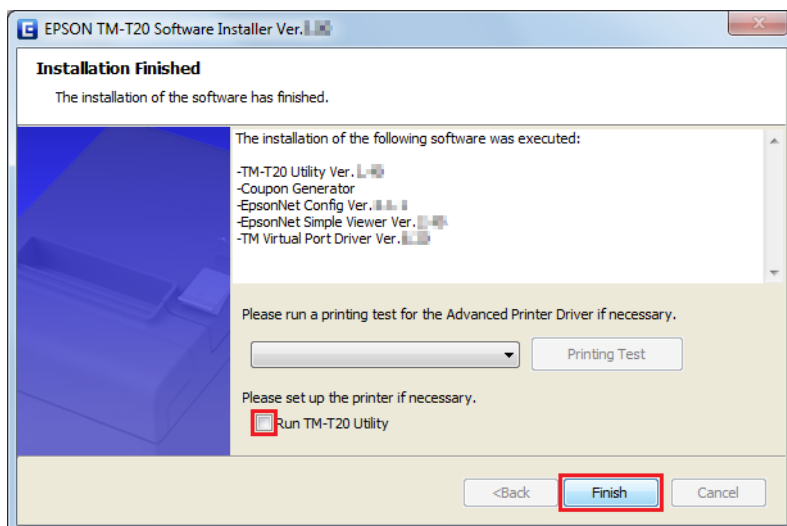 EPSON TM-T20 Software Installer Ver.
Installation Finished
The installation of the software has finished.
The installation of the following software was executed:
-TM-T20 Utility Ver.
-Coupon Generator
-EpsonNet Config Ver.
-EpsonNet Simple Viewer Ver.
-TM Virtual Port Driver Ver.
Please run a printing test for the Advanced Printer Driver if necessary.
Printing Test
Please set up the printer if necessary.
Run TM-T20 Utility
<Back Finish Cancel